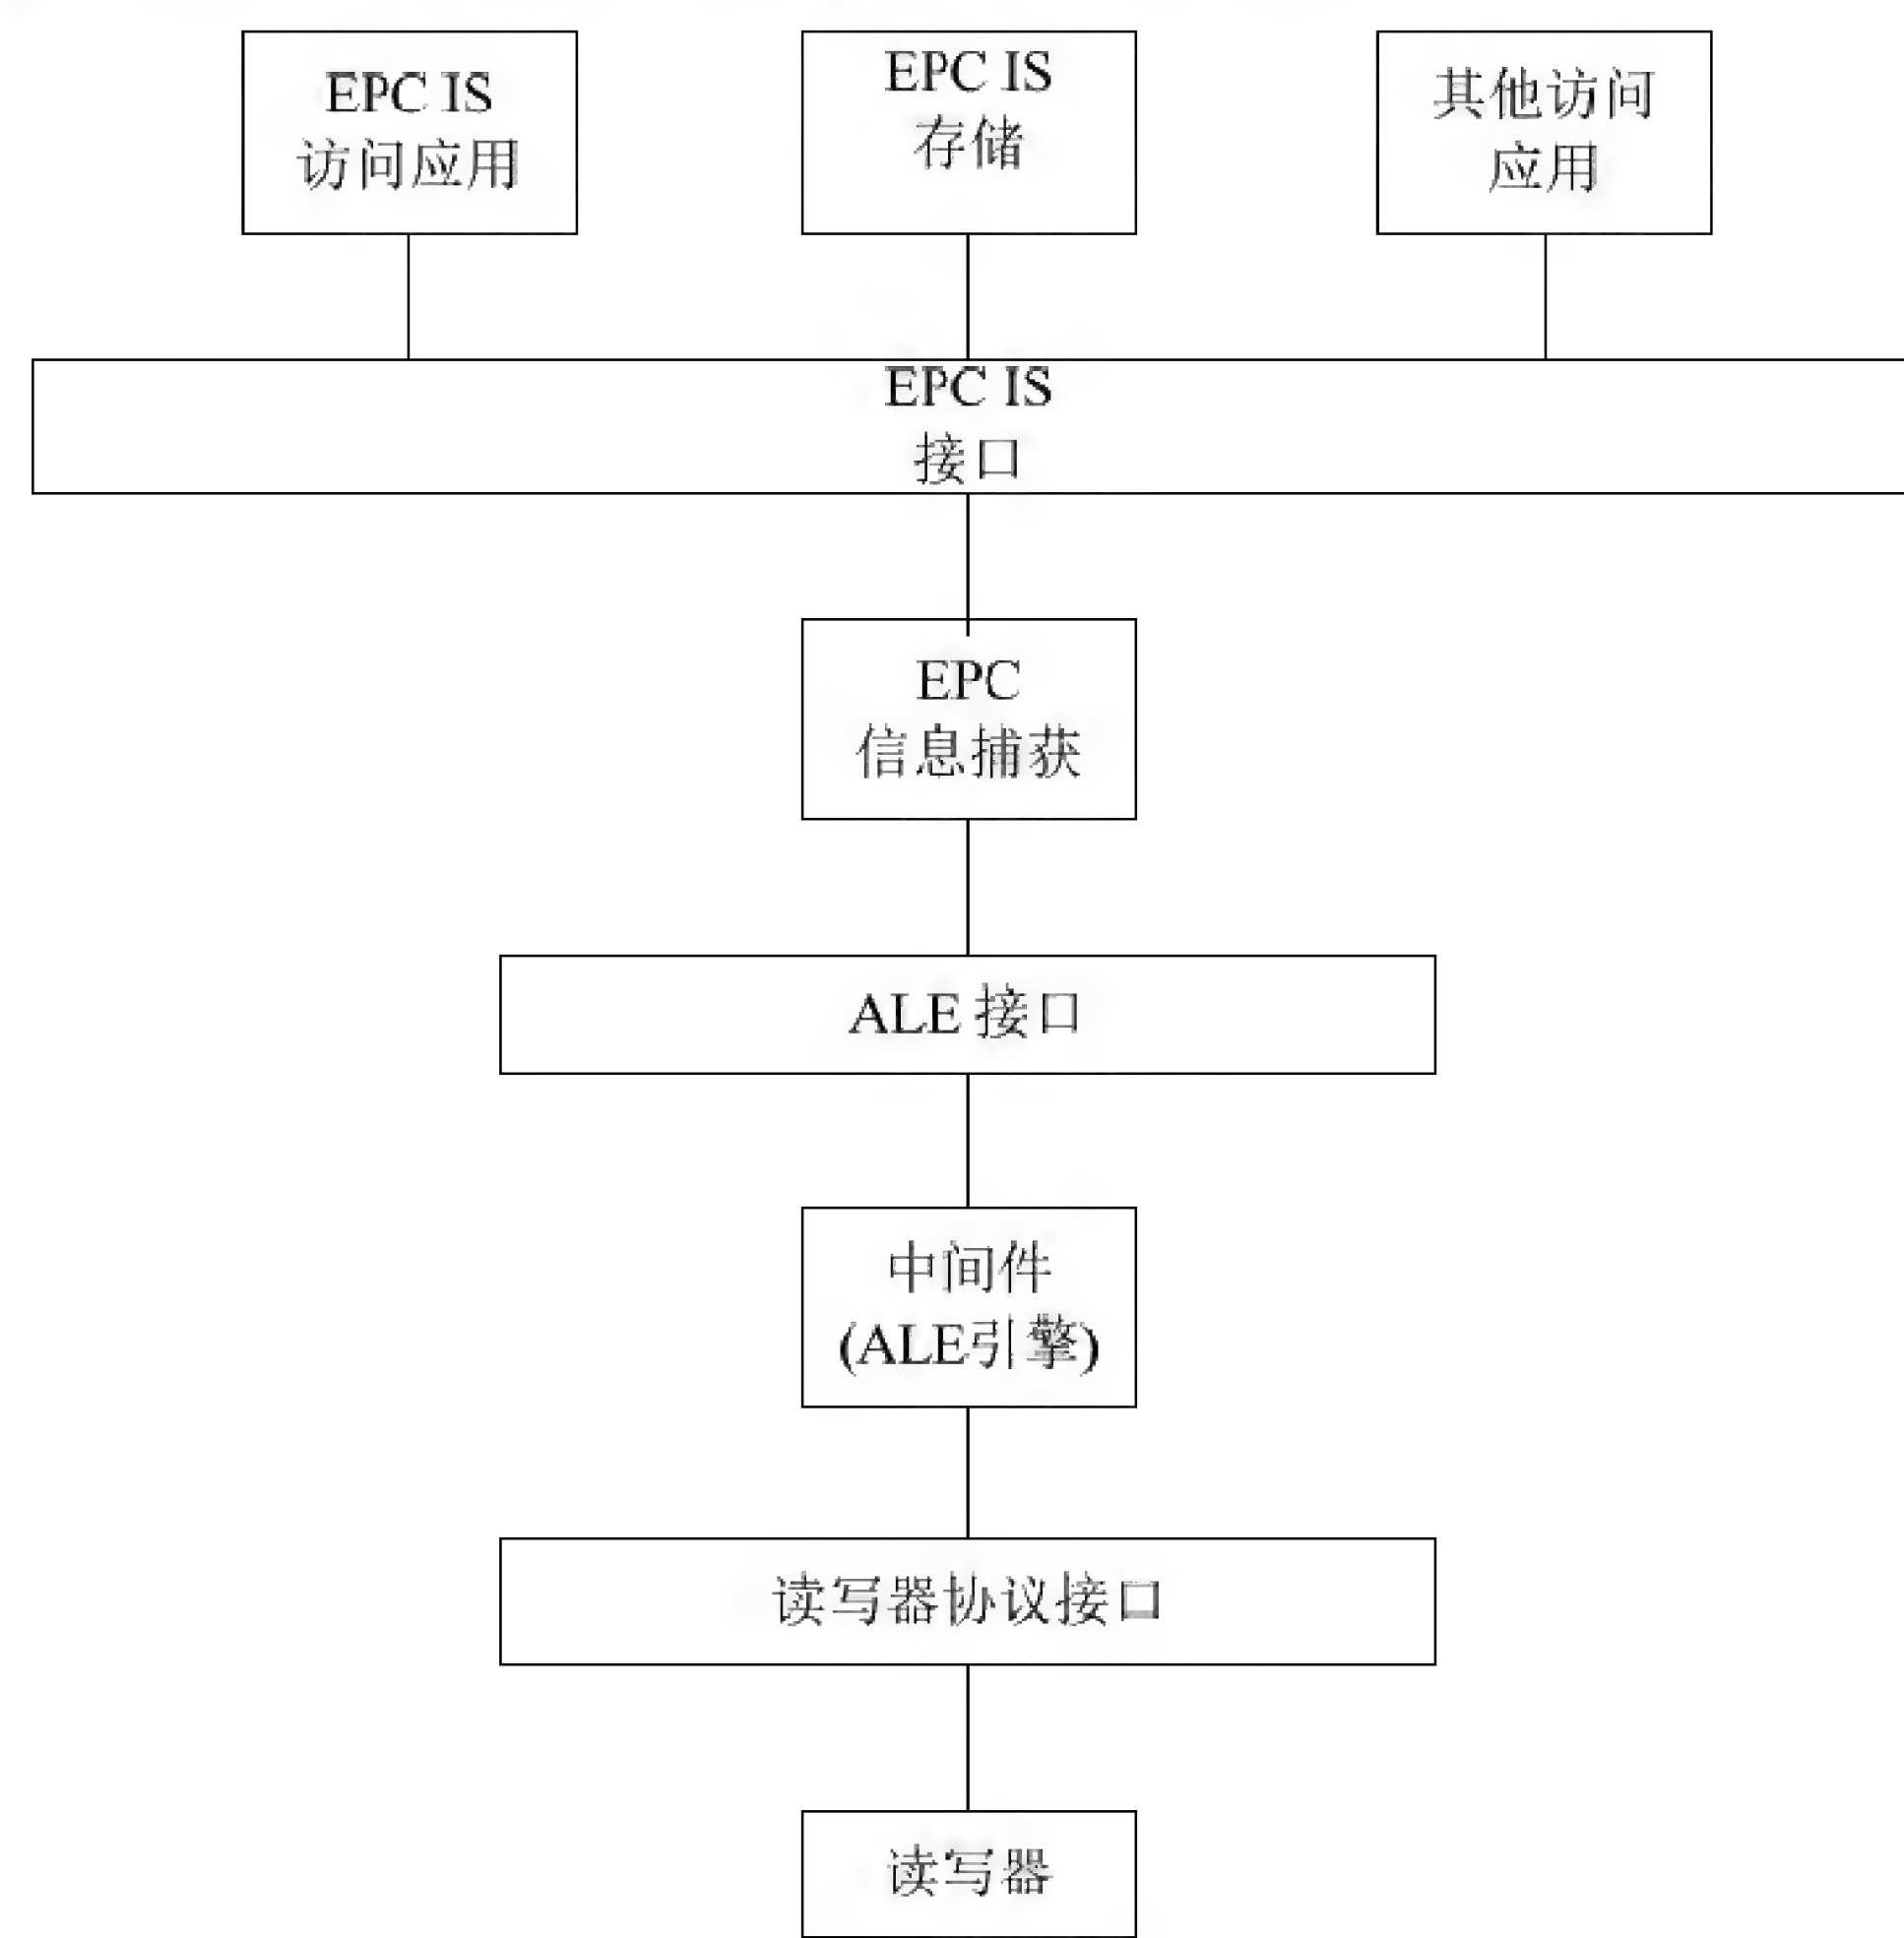 EPC IS
访问应用
EPC IS
存储
其他访问
应用
EPC IS
接口
EPC
信息捕获
ALE 接口
中间件
(ALE引擎)
读写器协议接口
读写器